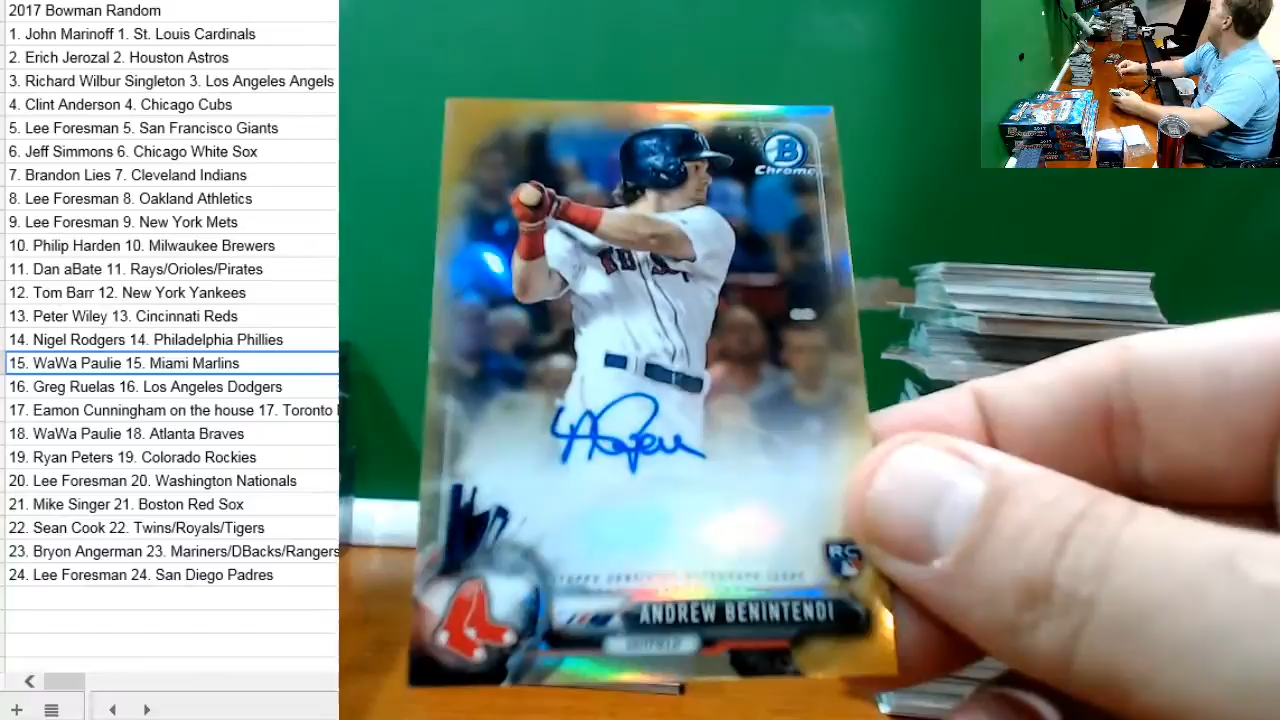 2017 Bowman Random
1. John Marinoff 1. St. Louis Cardinals
2. Erich Jerozal 2. Houston Astros
3. Richard Wilbur Singleton 3. Los Angeles Angels
4. Clint Anderson 4. Chicago Cubs
5. Lee Foresman 5. San Francisco Giants
6. Jeff Simmons 6. Chicago White Sox
7. Brandon Lies 7. Cleveland Indians
8. Lee Foresman 8. Oakland Athletics
9. Lee Foresman 9. New York Mets
10. Philip Harden 10. Milwaukee Brewers
11. Dan aBate 11. Rays/Orioles/Pirates
12. Tom Barr 12. New York Yankees
13. Peter Wiley 13. Cincinnati Reds
14. Nigel Rodgers 14. Philadelphia Phillies
15. WaWa Paulie 15. Miami Marlins
16. Greg Ruelas 16. Los Angeles Dodgers
17. Eamon Cunningham on the house 17. Toronto
18. WaWa Paulie 18. Atlanta Braves
19. Ryan Peters 19. Colorado Rockies
20. Lee Foresman 20. Washington Nationals
21. Mike Singer 21. Boston Red Sox
22. Sean Cook 22. Twins/Royals/Tigers
23. Bryon Angerman 23. Mariners/DBacks/Rangers
24. Lee Foresman 24. San Diego Padres
B
Chrome
RC
ANDREW BENINTENDI